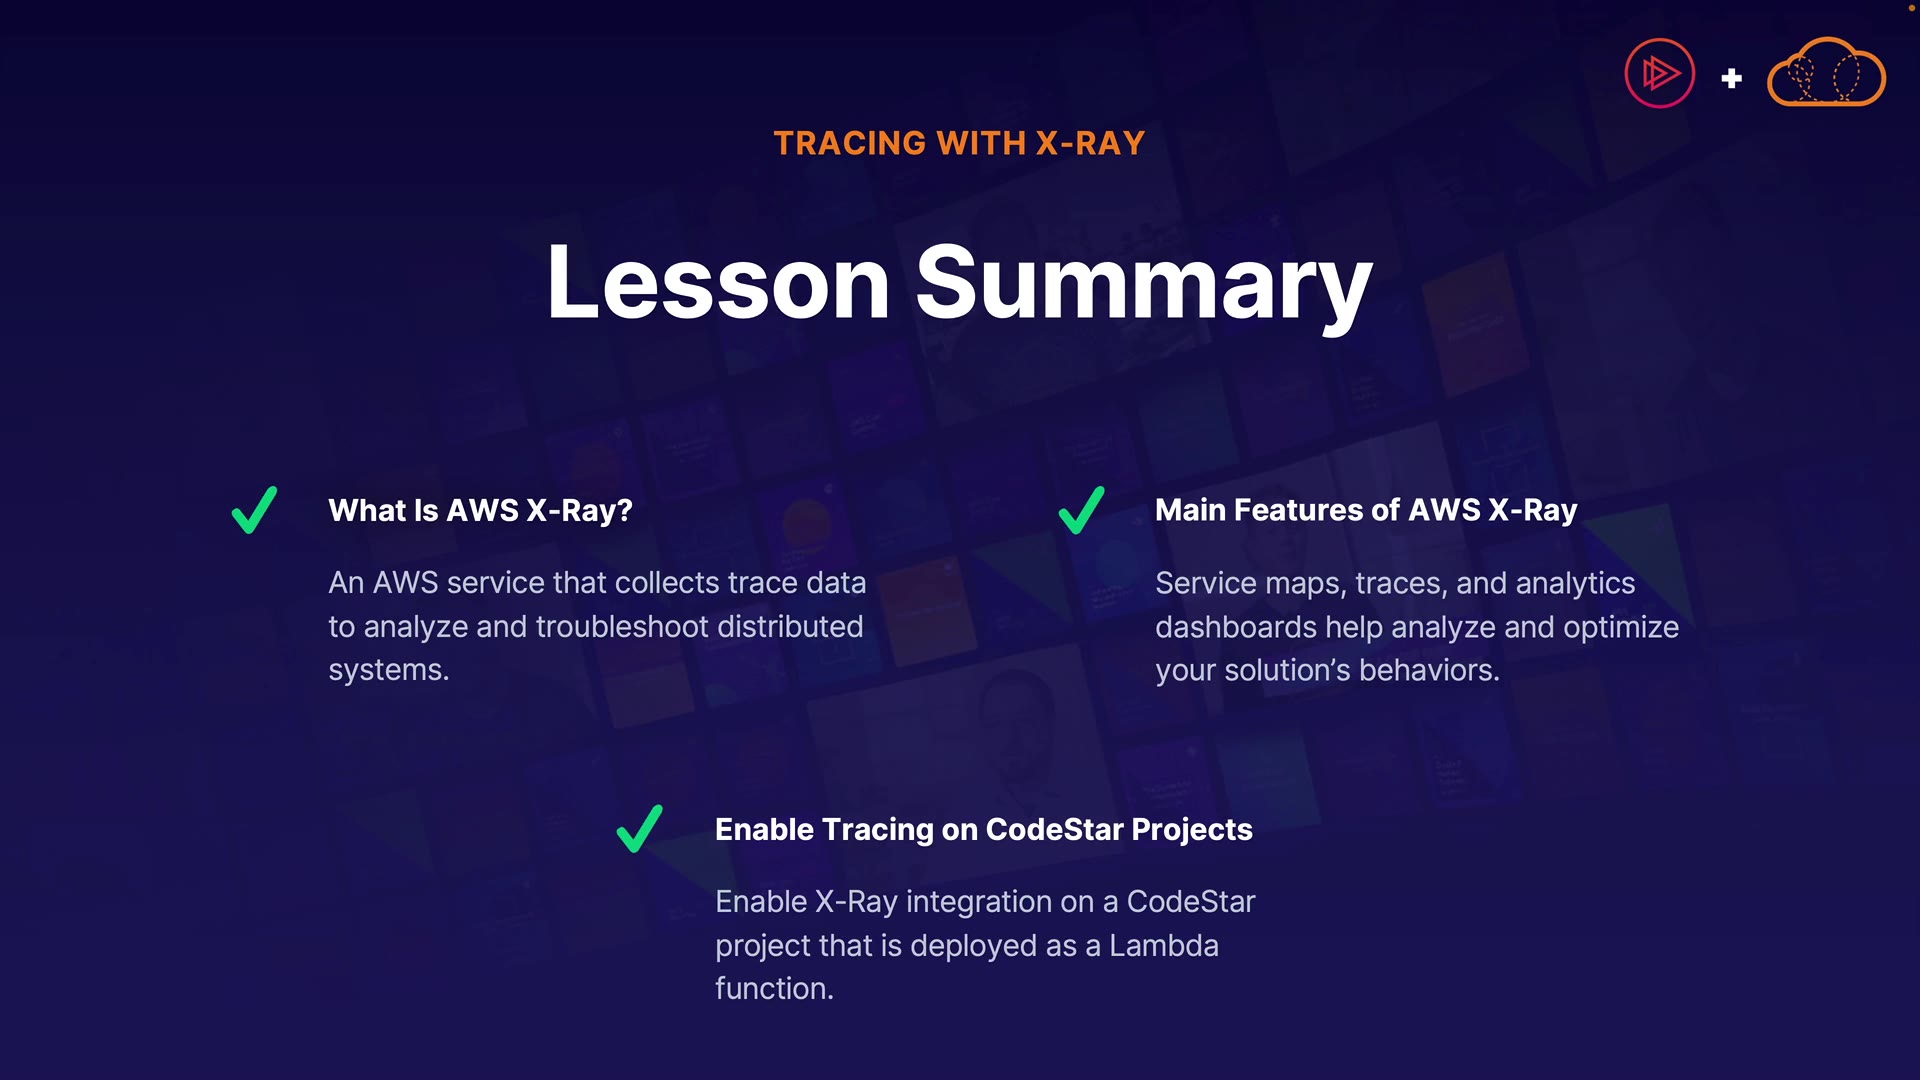 TRACING WITH X-RAY
Lesson Summary
What Is AWS X-Ray?
An AWS service that collects trace data
to analyze and troubleshoot distributed
systems.
Main Features of AWS X-Ray
Service maps, traces, and analytics
dashboards help analyze and optimize
your solution’s behaviors.
Enable Tracing on CodeStar Projects
Enable X-Ray integration on a CodeStar
project that is deployed as a Lambda
function.